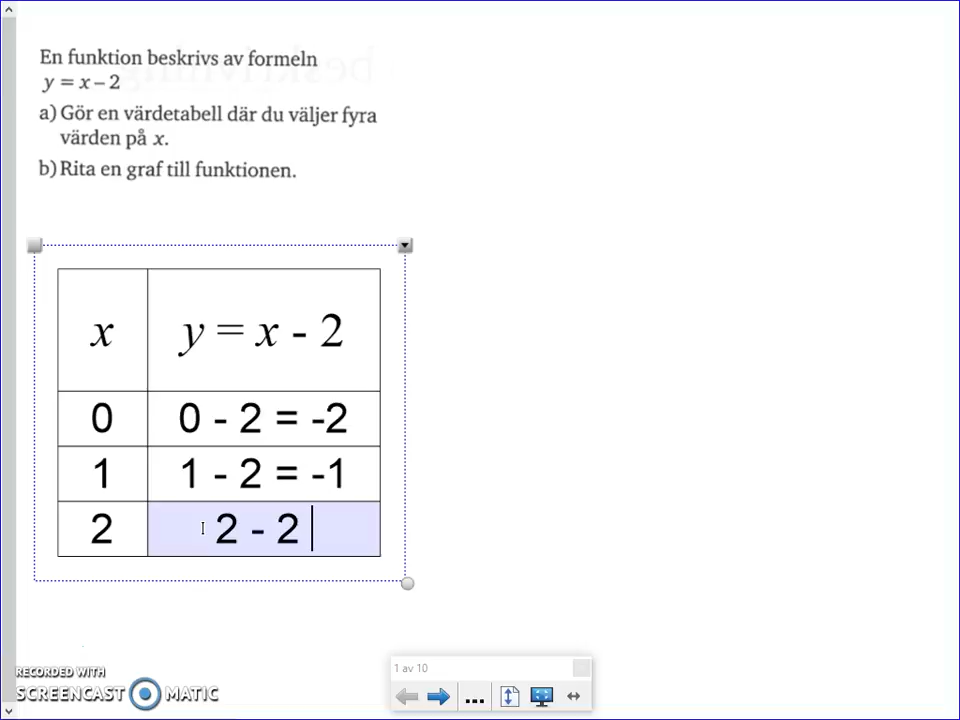 En funktion beskrivs av formeln
y = x – 2
a) Gör en värdetabell där du väljer fyra
värden på x.
b) Rita en graf till funktionen.
x y = x - 2
0 0 - 2 = -2
1 1 - 2 = -1
2 2 - 2
1 av 10
...
RECORDED WITH
SCREENCAST MATIC